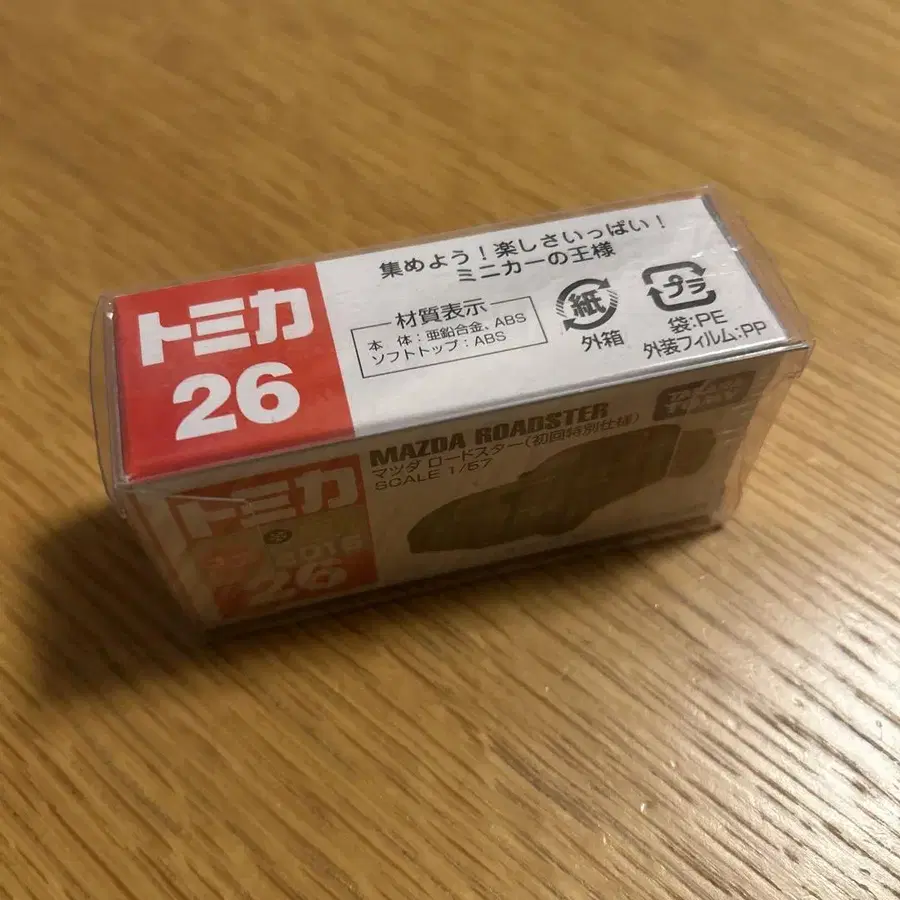 トミカ
26
集めよう！楽しさいっぱい！
ミニカーの王様
材質表示
本 体：亜鉛合金、ABS
ソフトトップ：ABS
紙
外箱
プラ
袋:PE
外装フィルム:PP
MAZDA ROADSTER
マツダ ロードスター(初回特別仕様)
SCALE 1/57
TAKARA
TOMY
トミカ
26